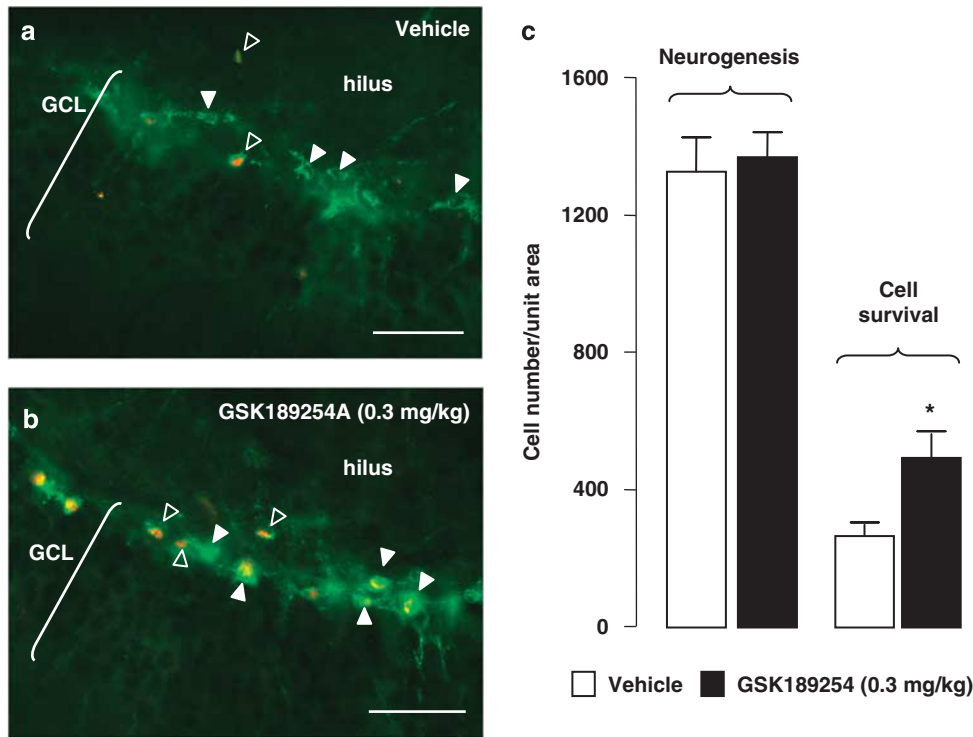 a
Vehicle
hilus
GCL
b
GSK189254A (0.3 mg/kg)
hilus
GCL
c
Neurogenesis
Cell
survival
*
Cell number/unit area
1600
1200
800
400
0
Vehicle
GSK189254 (0.3 mg/kg)